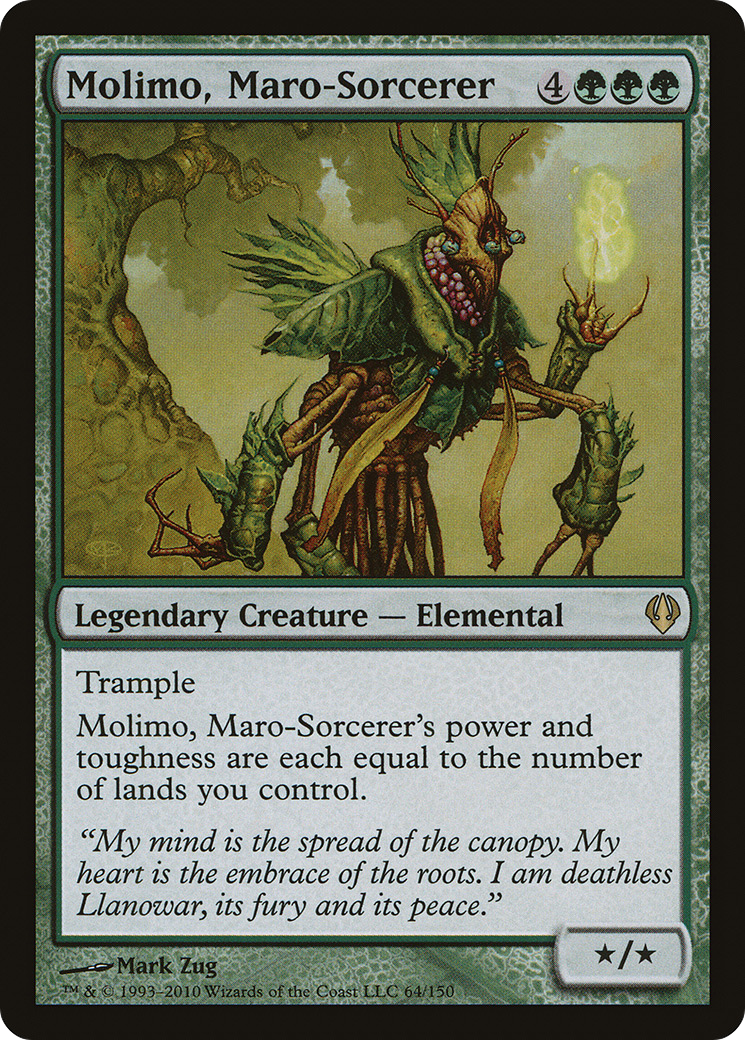 Molimo, Maro-Sorcerer 4
Legendary Creature — Elemental
Trample
Molimo, Maro-Sorcerer's power and
toughness are each equal to the number
of lands you control.
“My mind is the spread of the canopy. My
heart is the embrace of the roots. I am deathless
Llanowar, its fury and its peace.”
★/★
Mark Zug
™ & © 1993–2010 Wizards of the Coast LLC 64/150